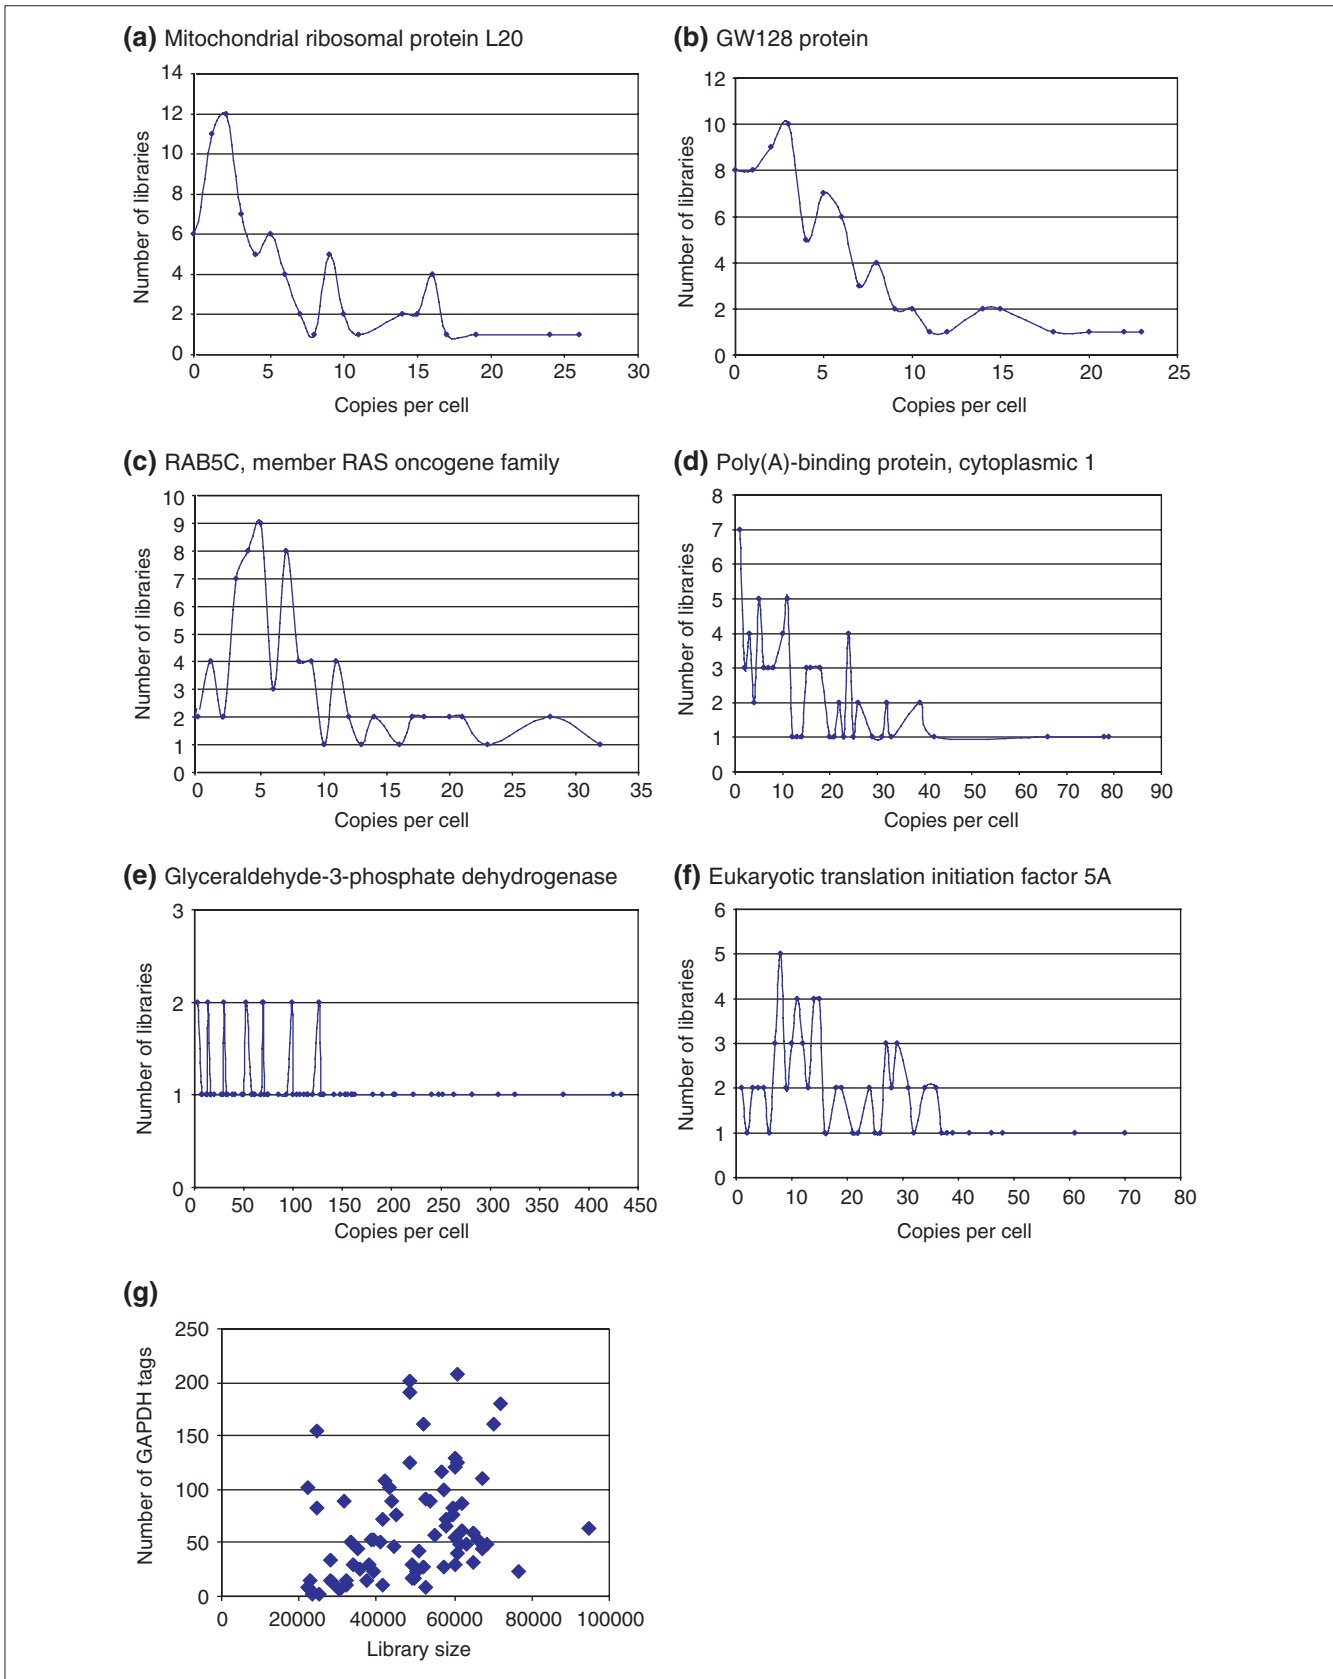 (a) Mitochondrial ribosomal protein L20
14
12
10
8
6
4
2
0
Number of libraries
0 5 10 15 20 25 30
Copies per cell
(b) GW128 protein
12
10
8
6
4
2
0
Number of libraries
0 5 10 15 20 25
Copies per cell
(c) RAB5C, member RAS oncogene family
10
9
8
7
6
5
4
3
2
1
0
Number of libraries
0 5 10 15 20 25 30 35
Copies per cell
(d) Poly(A)-binding protein, cytoplasmic 1
8
7
6
5
4
3
2
1
0
Number of libraries
0 10 20 30 40 50 60 70 80 90
Copies per cell
(e) Glyceraldehyde-3-phosphate dehydrogenase
3
2
1
0
Number of libraries
0 50 100 150 200 250 300 350 400 450
Copies per cell
(f) Eukaryotic translation initiation factor 5A
6
5
4
3
2
1
0
Number of libraries
0 10 20 30 40 50 60 70 80
Copies per cell
(g)
250
200
150
100
50
0
Number of GAPDH tags
0 20000 40000 60000 80000 100000
Library size